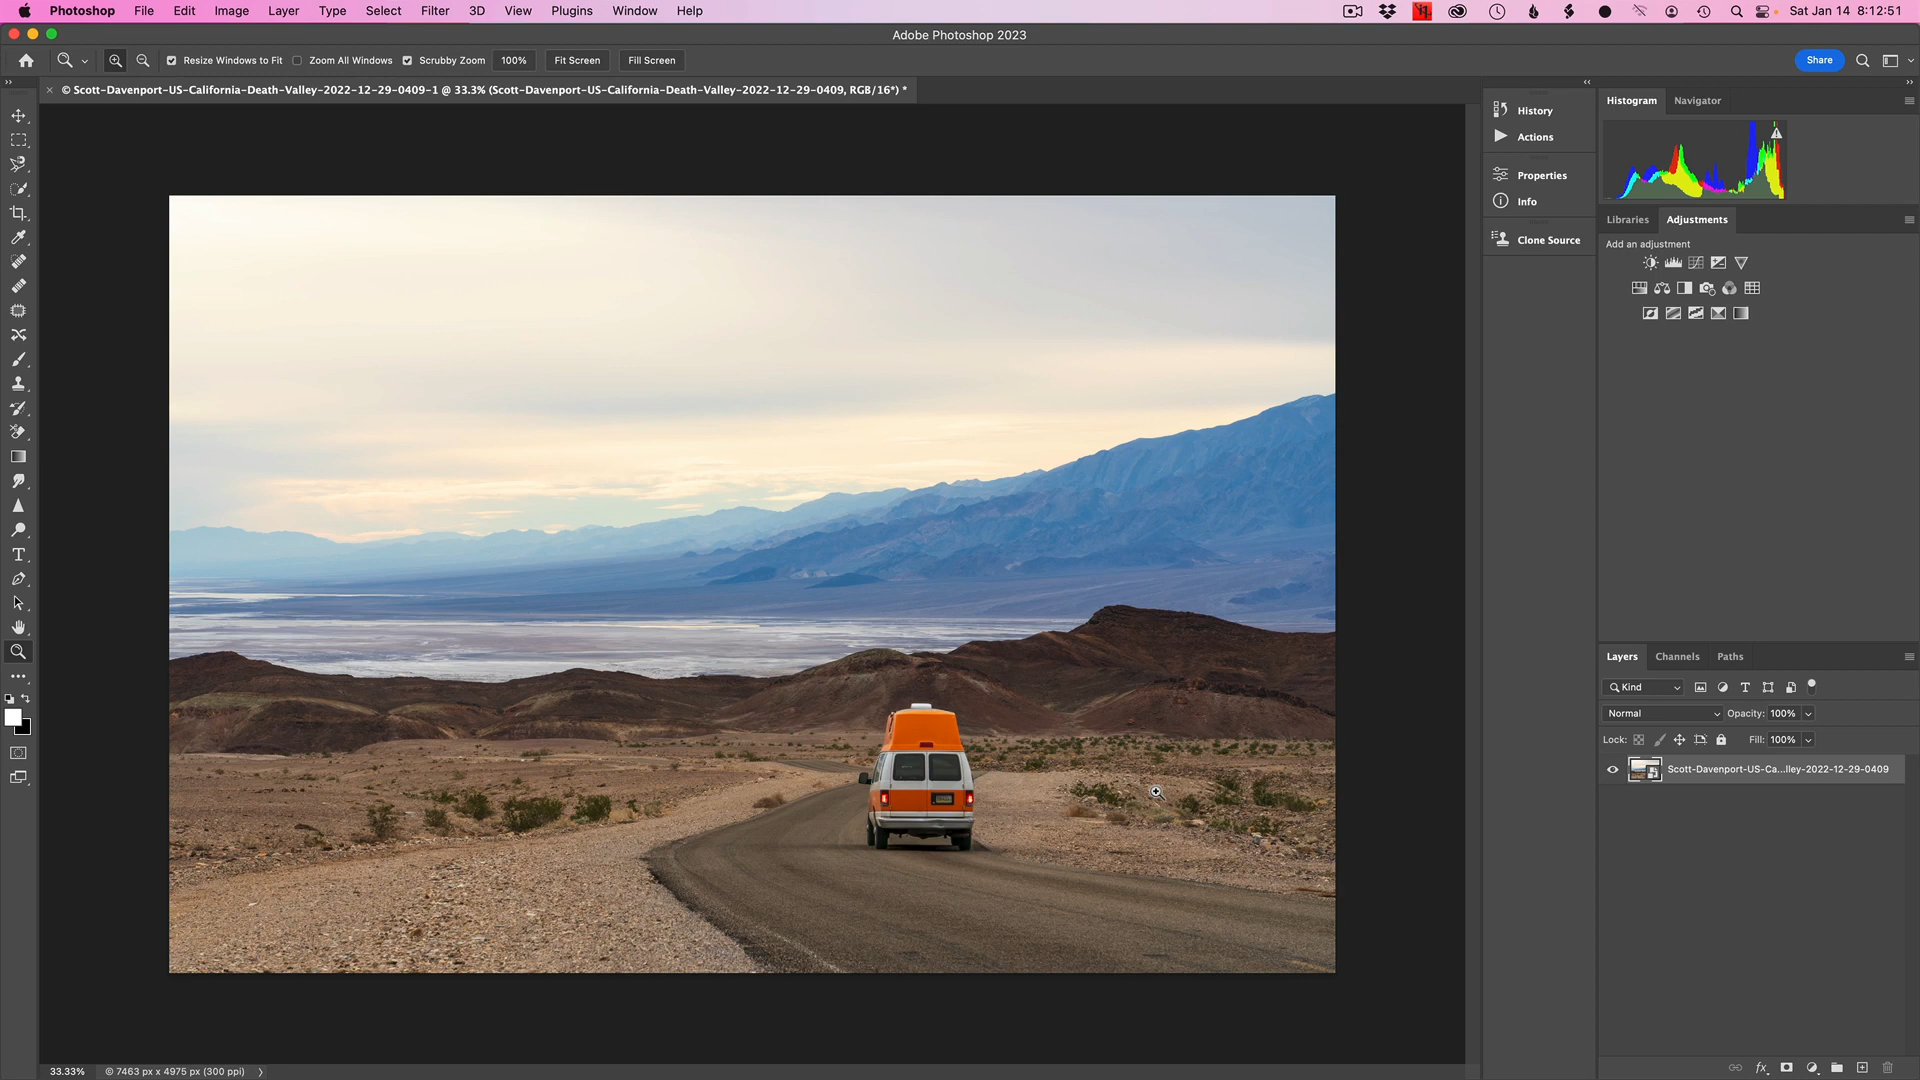 Photoshop File Edit Image Layer Type Select Filter 3D View Plugins Window Help Sat Jan 14 8:12:51
Adobe Photoshop 2023
Resize Windows to Fit Zoom All Windows Scrubby Zoom 100% Fit Screen Fill Screen Share
© Scott-Davenport-US-California-Death-Valley-2022-12-29-0409-1 @ 33.3% (Scott-Davenport-US-California-Death-Valley-2022-12-29-0409, RGB/16*) *
History
Actions
Properties
Info
Clone Source
Histogram Navigator
Libraries Adjustments
Add an adjustment
Layers Channels Paths
Kind
Normal Opacity: 100%
Lock: Fill: 100%
Scott-Davenport-US-Ca...lley-2022-12-29-0409
fx
33.33% © 7463 px x 4975 px (300 ppi)